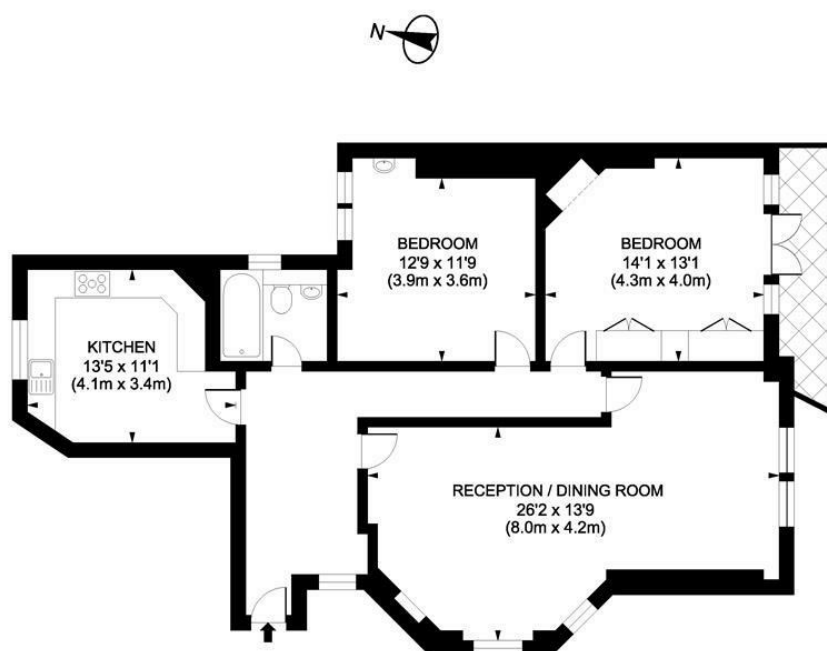 N
BEDROOM
12'9 x 11'9
(3.9m x 3.6m)
BEDROOM
14'1 x 13'1
(4.3m x 4.0m)
KITCHEN
13'5 x 11'1
(4.1m x 3.4m)
RECEPTION / DINING ROOM
26'2 x 13'9
(8.0m x 4.2m)